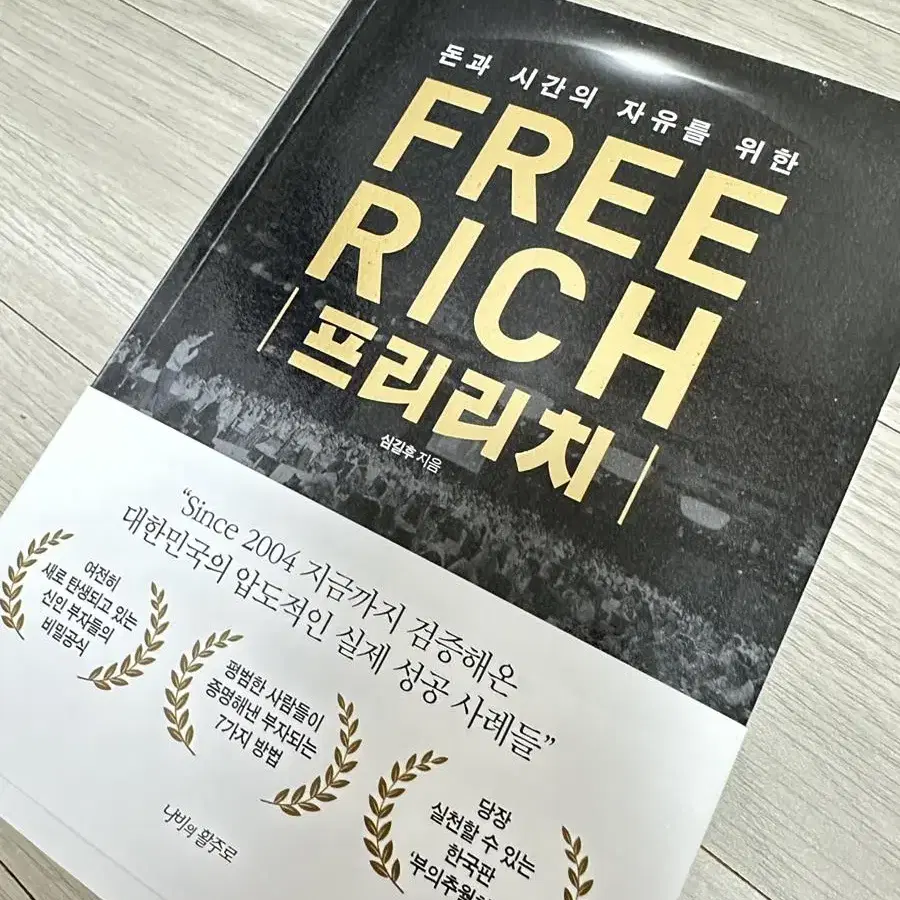 돈과 시간의 자유를 위한
FREE
RICH
프리리치
심길후 지음
“Since 2004 지금까지 검증해온
대한민국의 압도적인 실제 성공 사례들”
여전히
새로 탄생되고 있는
신인 부자들의
비밀공식
평범한 사람들이
증명해낸 부자되는
7가지 방법
당장
실천할 수 있는
한국판
나비의 활주로